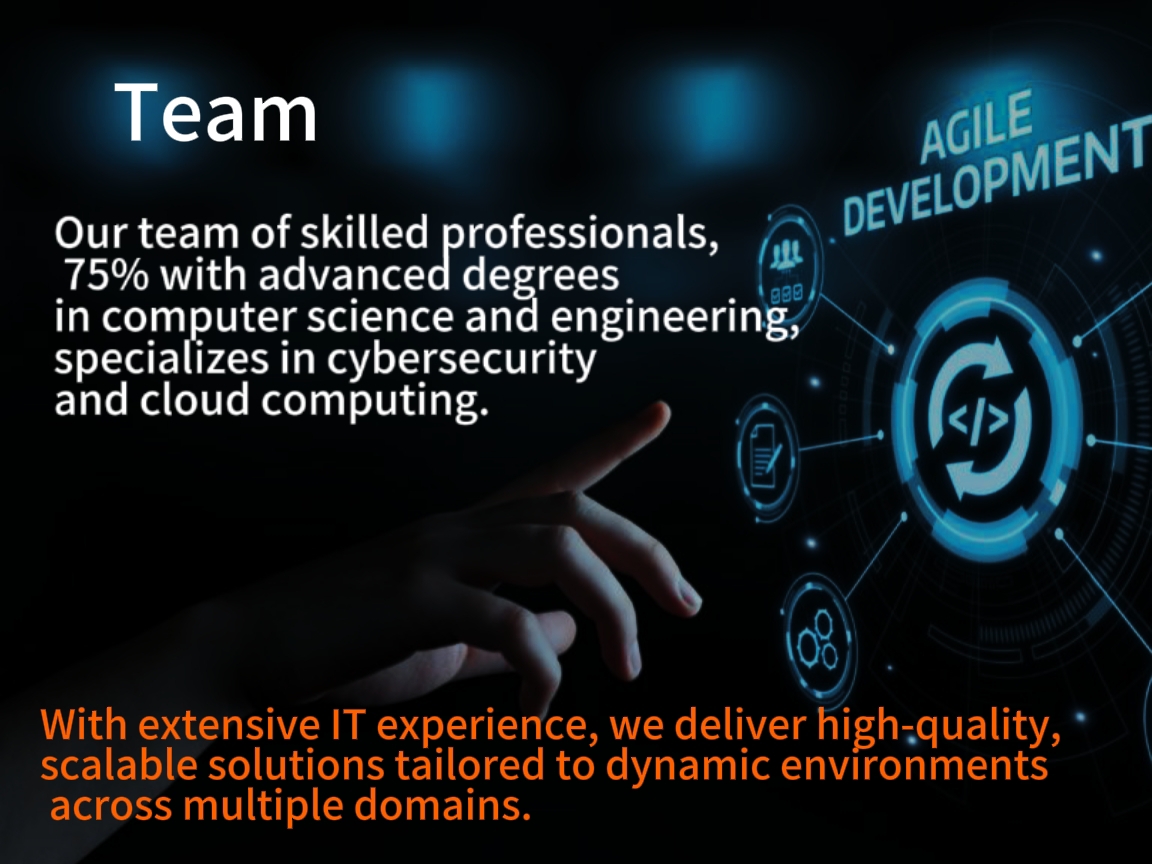 Team
AGILE
DEVELOPMENT
Our team of skilled professionals,
75% with advanced degrees
in computer science and engineering,
specializes in cybersecurity
and cloud computing.
</>
With extensive IT experience, we deliver high-quality,
scalable solutions tailored to dynamic environments
across multiple domains.